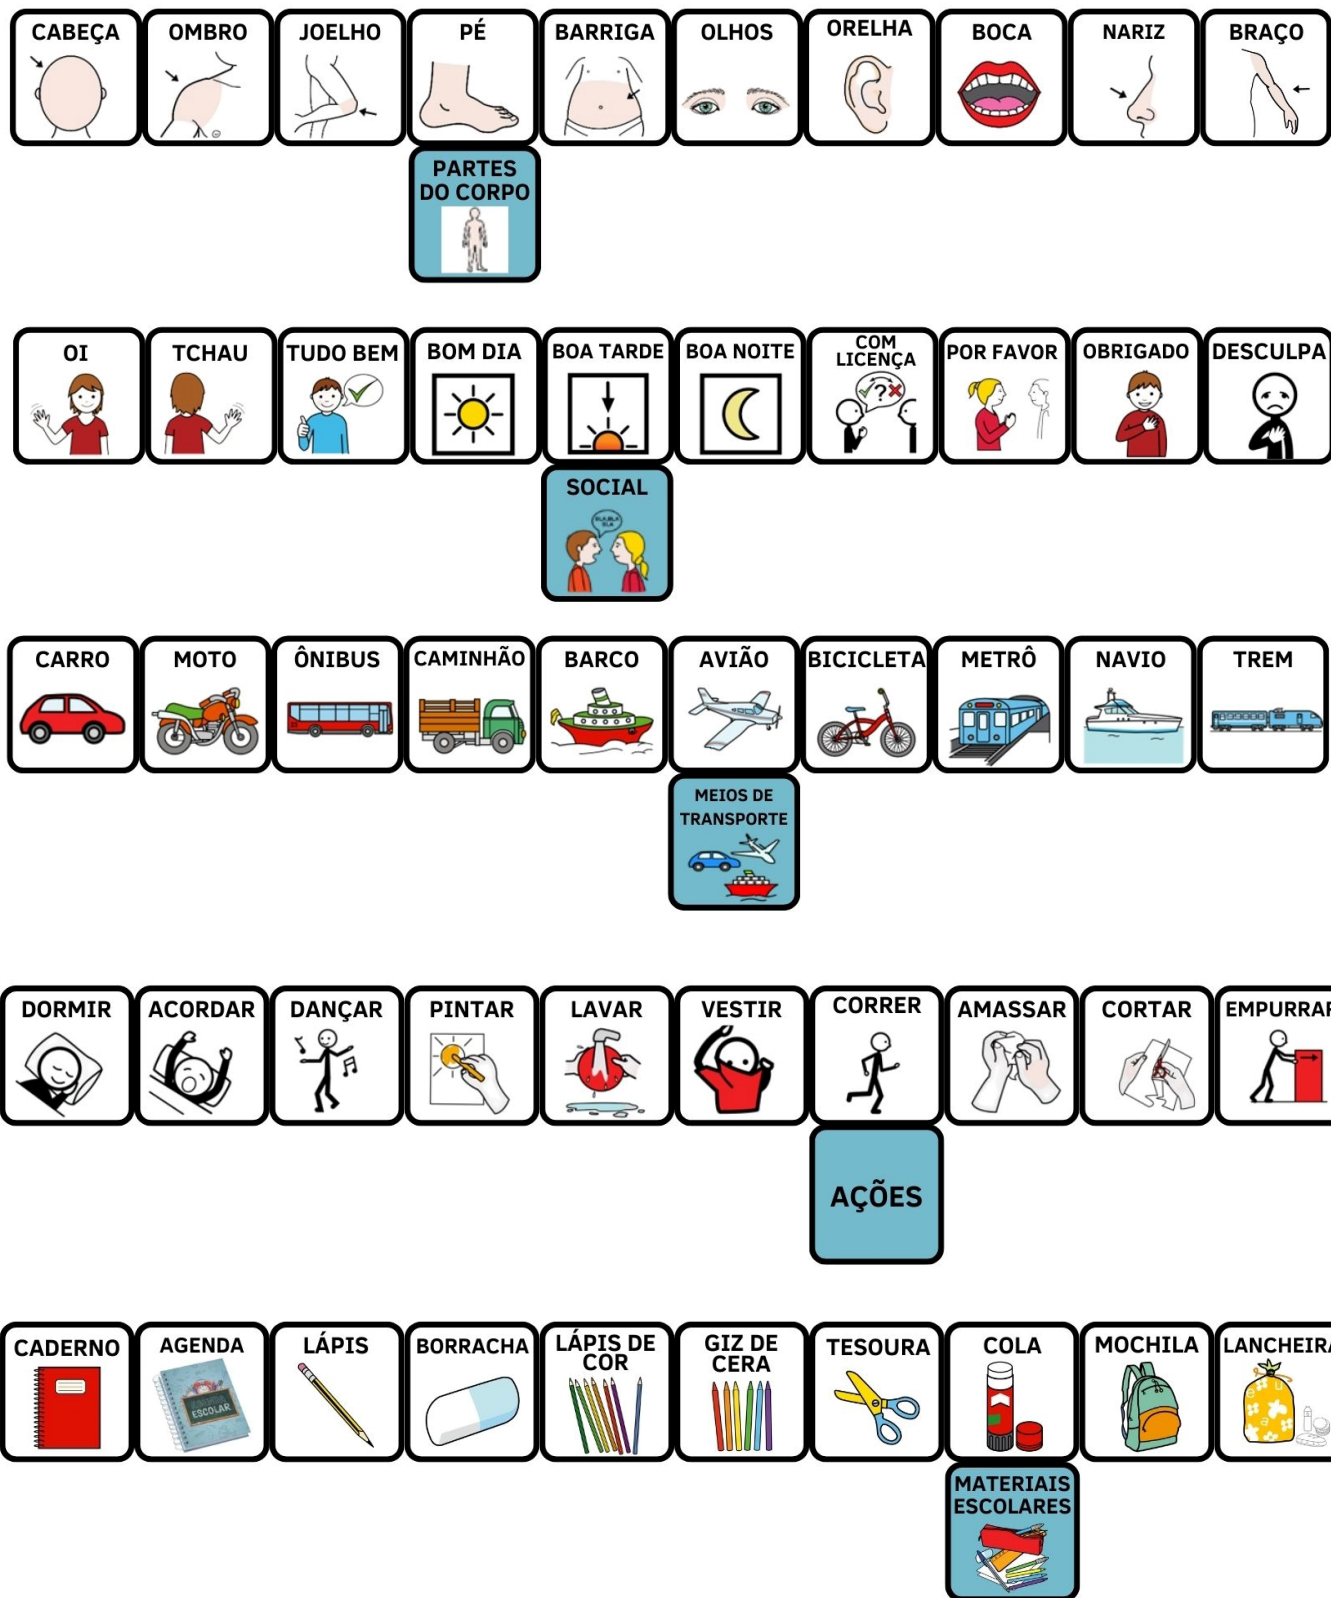 CABEÇA OMBRO JOELHO PÉ BARRIGA OLHOS ORELHA BOCA NARIZ BRAÇO
PARTES
DO CORPO
OI TCHAU TUDO BEM BOM DIA BOA TARDE BOA NOITE COM LICENÇA POR FAVOR OBRIGADO DESCULPA
SOCIAL
CARRO MOTO ÔNIBUS CAMINHÃO BARCO AVIÃO BICICLETA METRÔ NAVIO TREM
MEIOS DE
TRANSPORTE
DORMIR ACORDAR DANÇAR PINTAR LAVAR VESTIR CORRER AMASSAR CORTAR EMPURRAR
AÇÕES
CADERNO AGENDA LÁPIS BORRACHA LÁPIS DE COR GIZ DE CERA TESOURA COLA MOCHILA LANCHEIRA
ESCOLAR
MATERIAIS
ESCOLARES